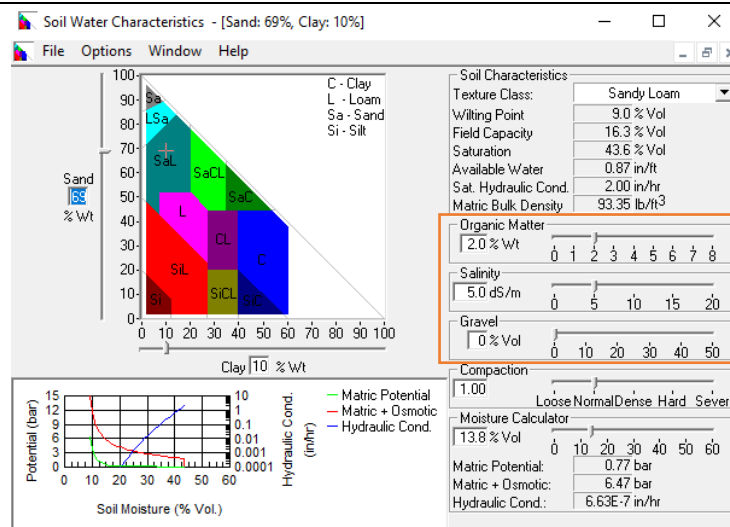 Soil Water Characteristics - [Sand: 69%, Clay: 10%]
File Options Window Help
Sand
69
% Wt
100
90
80
70
60
50
40
30
20
10
0
Sa
LSa
SaL
SaCL
SaC
L
CL
C
SiL
SiCL
SiC
Si
C - Clay
L - Loam
Sa - Sand
Si - Silt
0 10 20 30 40 50 60 70 80 90 100
Clay 10 % Wt
Soil Characteristics
Texture Class: Sandy Loam
Wilting Point 9.0 % Vol
Field Capacity 16.3 % Vol
Saturation 43.6 % Vol
Available Water 0.87 in/ft
Sat. Hydraulic Cond. 2.00 in/hr
Matric Bulk Density 93.35 lb/ft3
Organic Matter
2.0 % Wt
0 1 2 3 4 5 6 7 8
Salinity
5.0 dS/m
0 5 10 15 20
Gravel
0 % Vol
0 10 20 30 40 50
Compaction
1.00
Loose Normal Dense Hard Sever
Moisture Calculator
13.8 % Vol
0 10 20 30 40 50 60
Matric Potential: 0.77 bar
Matric + Osmotic: 6.47 bar
Hydraulic Cond.: 6.63E-7 in/hr
Potential (bar)
15
12
9
6
3
0
0 10 20 30 40 50 60
Soil Moisture (% Vol.)
10
1
0.1
0.01
0.001
0.0001
Hydraulic Cond.
(in/hr)
Matric Potential
Matric + Osmotic
Hydraulic Cond.